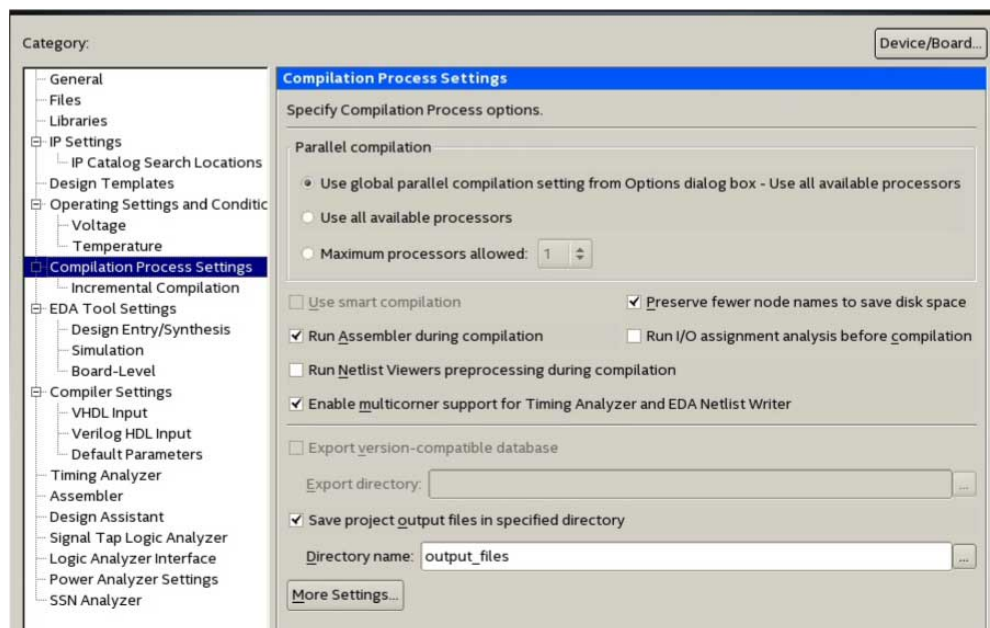 Category:
Device/Board...
General
Files
Libraries
IP Settings
IP Catalog Search Locations
Design Templates
Operating Settings and Conditic
Voltage
Temperature
Compilation Process Settings
Incremental Compilation
EDA Tool Settings
Design Entry/Synthesis
Simulation
Board-Level
Compiler Settings
VHDL Input
Verilog HDL Input
Default Parameters
Timing Analyzer
Assembler
Design Assistant
Signal Tap Logic Analyzer
Logic Analyzer Interface
Power Analyzer Settings
SSN Analyzer
Compilation Process Settings
Specify Compilation Process options.
Parallel compilation
Use global parallel compilation setting from Options dialog box - Use all available processors
Use all available processors
Maximum processors allowed: 1
Use smart compilation
Preserve fewer node names to save disk space
Run Assembler during compilation
Run I/O assignment analysis before compilation
Run Netlist Viewers preprocessing during compilation
Enable multicorner support for Timing Analyzer and EDA Netlist Writer
Export version-compatible database
Export directory:
...
Save project output files in specified directory
Directory name: output_files
...
More Settings...